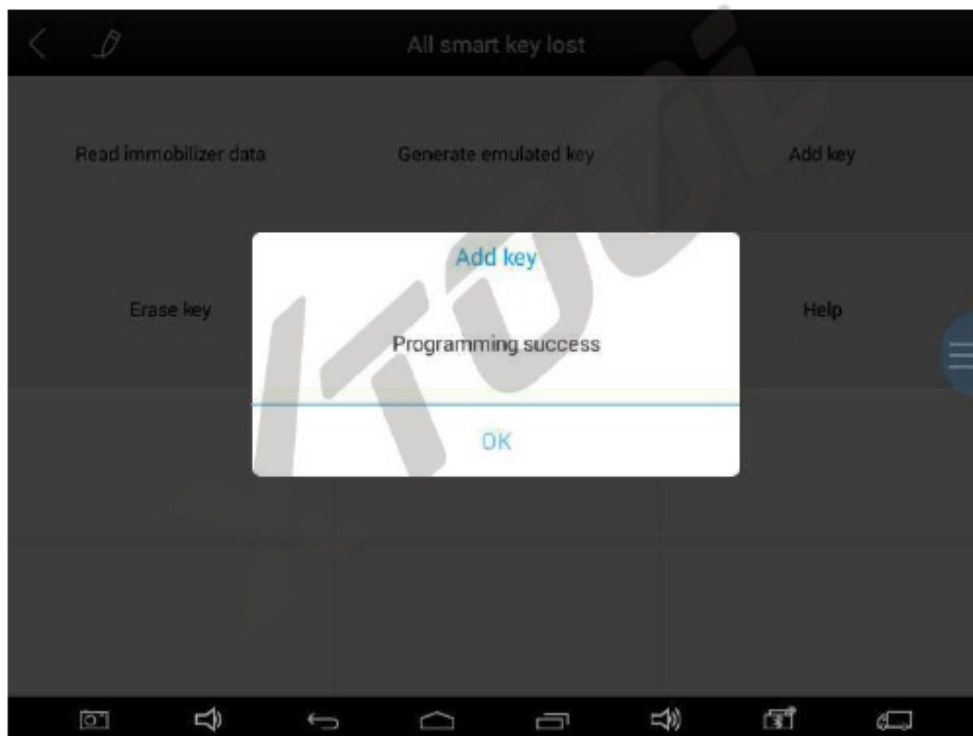 All smart key lost
Read immobilizer data
Generate emulated key
Add key
Add key
Erase key
Help
Programming success
OK
XTOOL